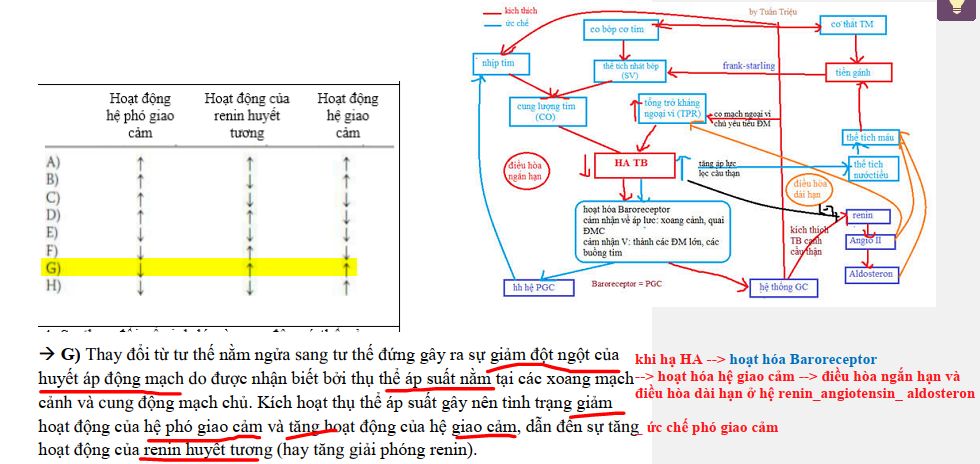 kích thích
ức chế
by Tuấn Triệu
co bóp cơ tim
co thắt TM
nhịp tim
thể tích nhát bóp
(SV)
frank-starling
tiền gánh
cung lượng tim
(CO)
tổng trở kháng
ngoại vi (TPR)
co mạch ngoại vi
chủ yếu tiểu ĐM
thể tích máu
điều hòa
ngắn hạn
HA TB
tăng áp lực
lọc cầu thận
thể tích
nước tiểu
điều hòa
dài hạn
hoạt hóa Baroreceptor
cảm nhận về áp lưc: xoang cảnh, quai
ĐMC
cảm nhận V: thành các ĐM lớn, các
buồng tim
renin
kích thích
TB cạnh
cầu thận
Angio II
Aldosteron
hh hệ PGC
Baroreceptor = PGC
hệ thống GC
Hoạt động
hệ phó giao
cảm
Hoạt động của
renin huyết
tương
Hoạt động
hệ giao
cảm
A) ↑ ↑ ↑
B) ↑ ↓ ↑
C) ↑ ↓ ↓
D) ↑ ↑ ↓
E) ↓ ↓ ↓
F) ↓ ↑ ↓
G) ↓ ↑ ↑
H) ↓ ↓ ↑
→ G) Thay đổi từ tư thế nằm ngửa sang tư thế đứng gây ra sự giảm đột ngột của
huyết áp động mạch do được nhận biết bởi thụ thể áp suất nằm tại các xoang mạch
cảnh và cung động mạch chủ. Kích hoạt thụ thể áp suất gây nên tình trạng giảm
hoạt động của hệ phó giao cảm và tăng hoạt động của hệ giao cảm, dẫn đến sự tăng
hoạt động của renin huyết tương (hay tăng giải phóng renin).
khi hạ HA --> hoạt hóa Baroreceptor
--> hoạt hóa hệ giao cảm --> điều hòa ngắn hạn và
điều hòa dài hạn ở hệ renin_angiotensin_ aldosteron
_ ức chế phó giao cảm